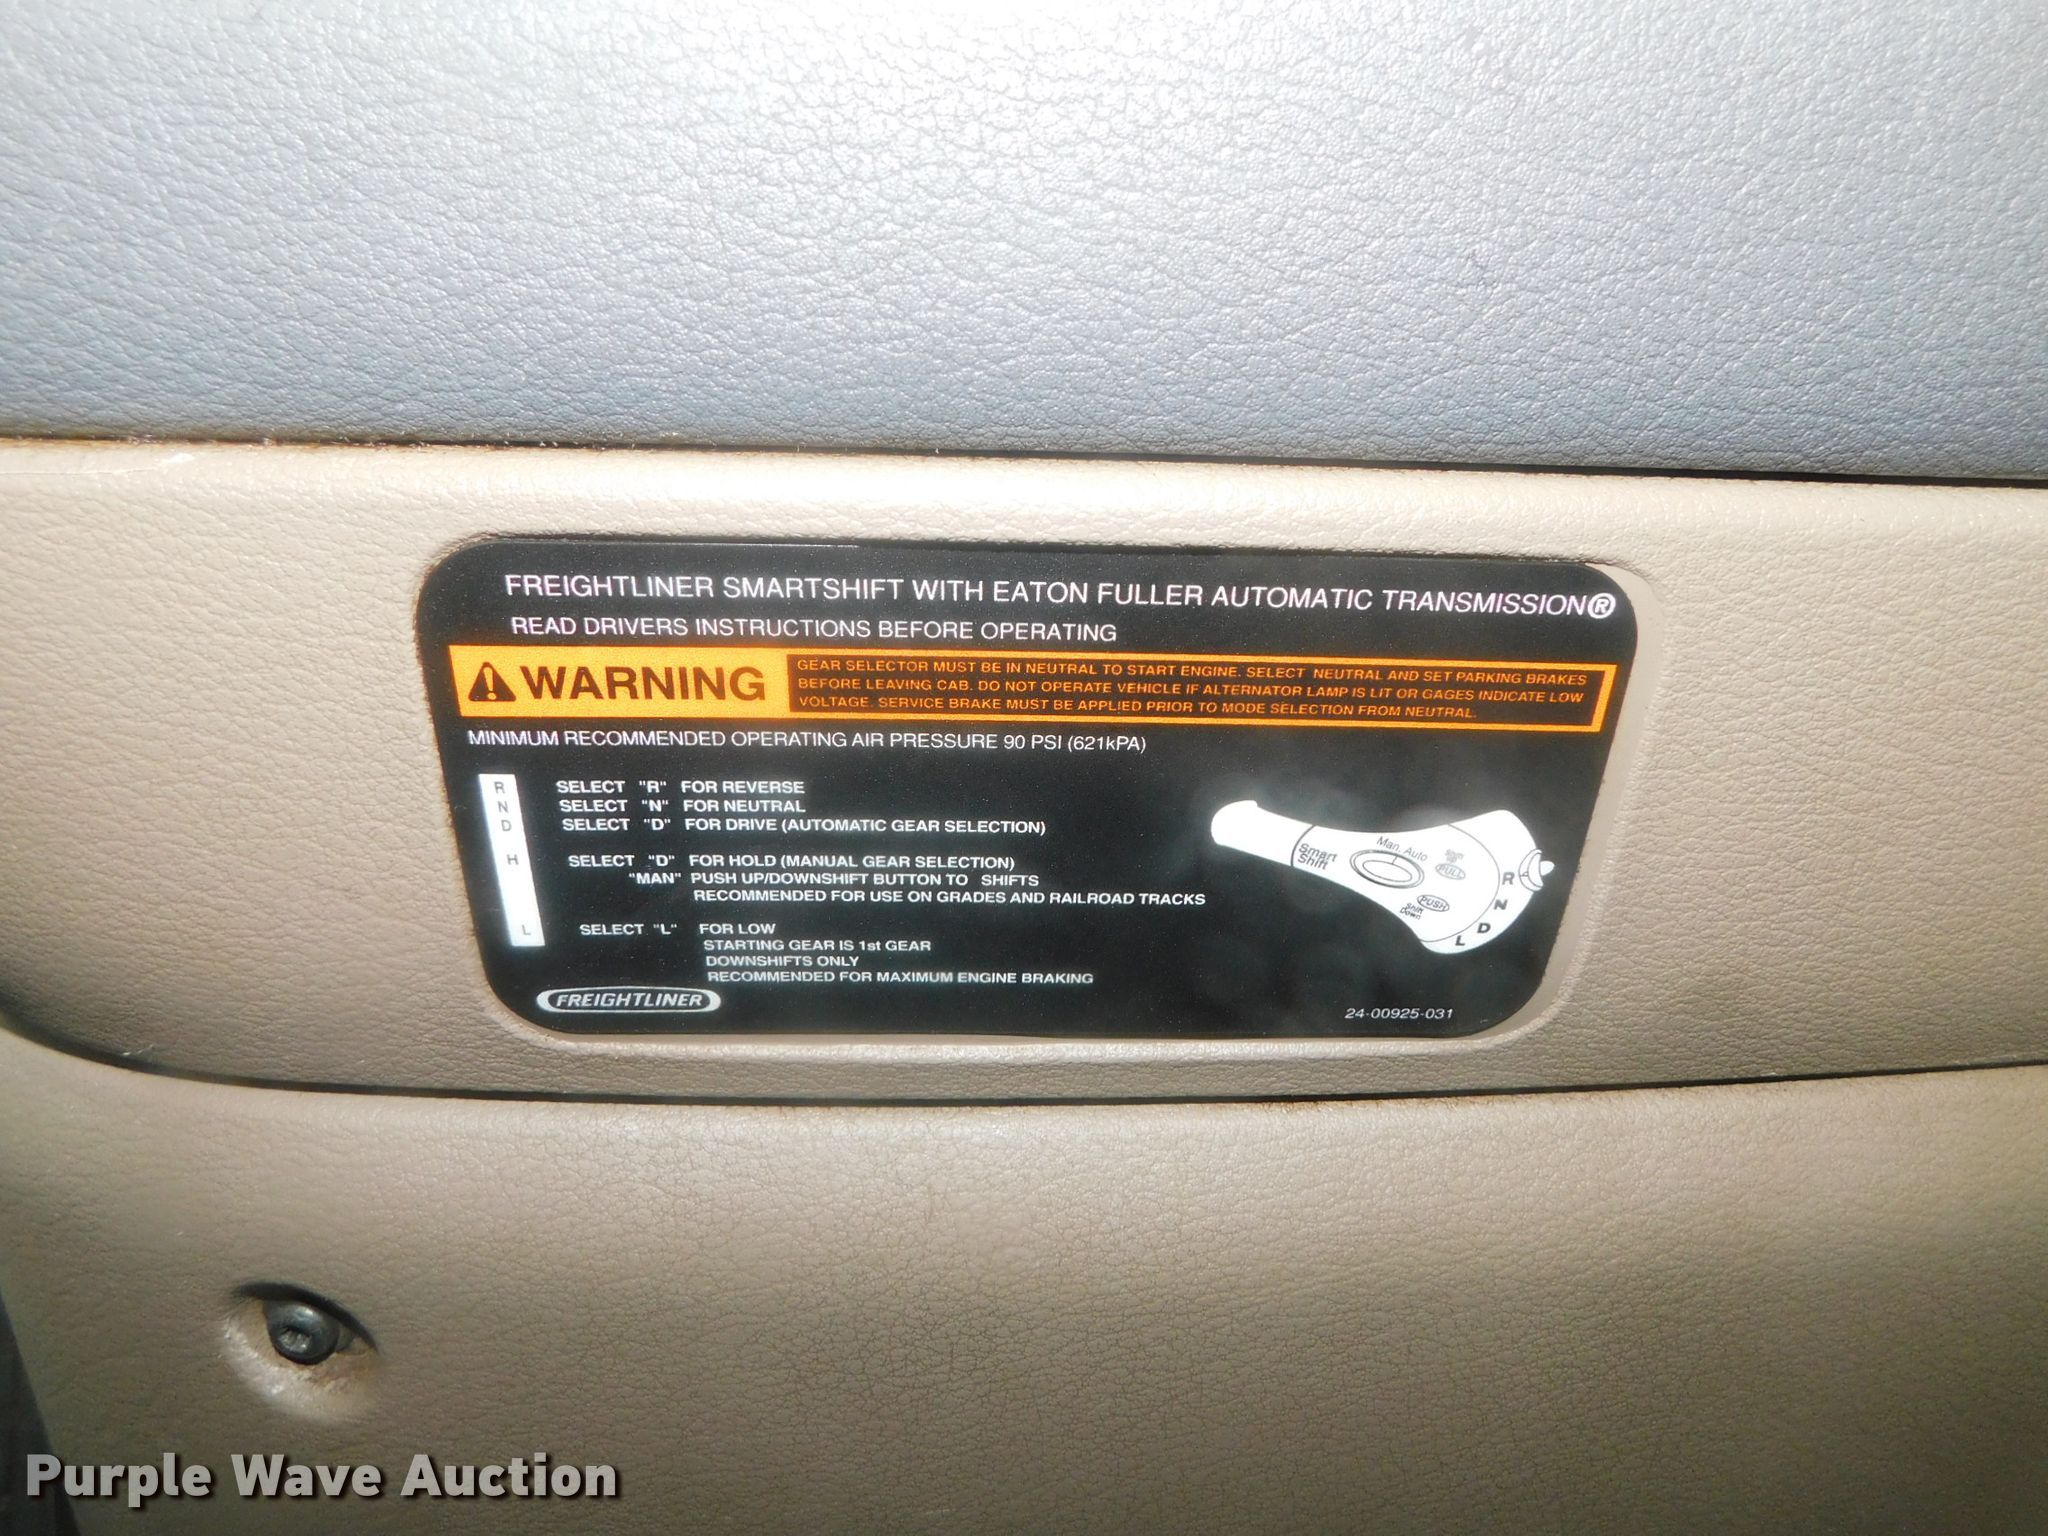 FREIGHTLINER SMARTSHIFT WITH EATON FULLER AUTOMATIC TRANSMISSION®
READ DRIVERS INSTRUCTIONS BEFORE OPERATING
WARNING
GEAR SELECTOR MUST BE IN NEUTRAL TO START ENGINE. SELECT NEUTRAL AND SET PARKING BRAKES
BEFORE LEAVING CAB. DO NOT OPERATE VEHICLE IF ALTERNATOR LAMP IS LIT OR GAGES INDICATE LOW
VOLTAGE. SERVICE BRAKE MUST BE APPLIED PRIOR TO MODE SELECTION FROM NEUTRAL.
MINIMUM RECOMMENDED OPERATING AIR PRESSURE 90 PSI (621kPA)
R SELECT "R" FOR REVERSE
N SELECT "N" FOR NEUTRAL
D SELECT "D" FOR DRIVE (AUTOMATIC GEAR SELECTION)
H SELECT "D" FOR HOLD (MANUAL GEAR SELECTION)
"MAN" PUSH UP/DOWNSHIFT BUTTON TO SHIFTS
RECOMMENDED FOR USE ON GRADES AND RAILROAD TRACKS
L SELECT "L" FOR LOW
STARTING GEAR IS 1st GEAR
DOWNSHIFTS ONLY
RECOMMENDED FOR MAXIMUM ENGINE BRAKING
Smart
Shift
Man. Auto
Shift
Up
PULL
PUSH
Shift
Down
R
N
D
L
FREIGHTLINER
24-00925-031
Purple Wave Auction